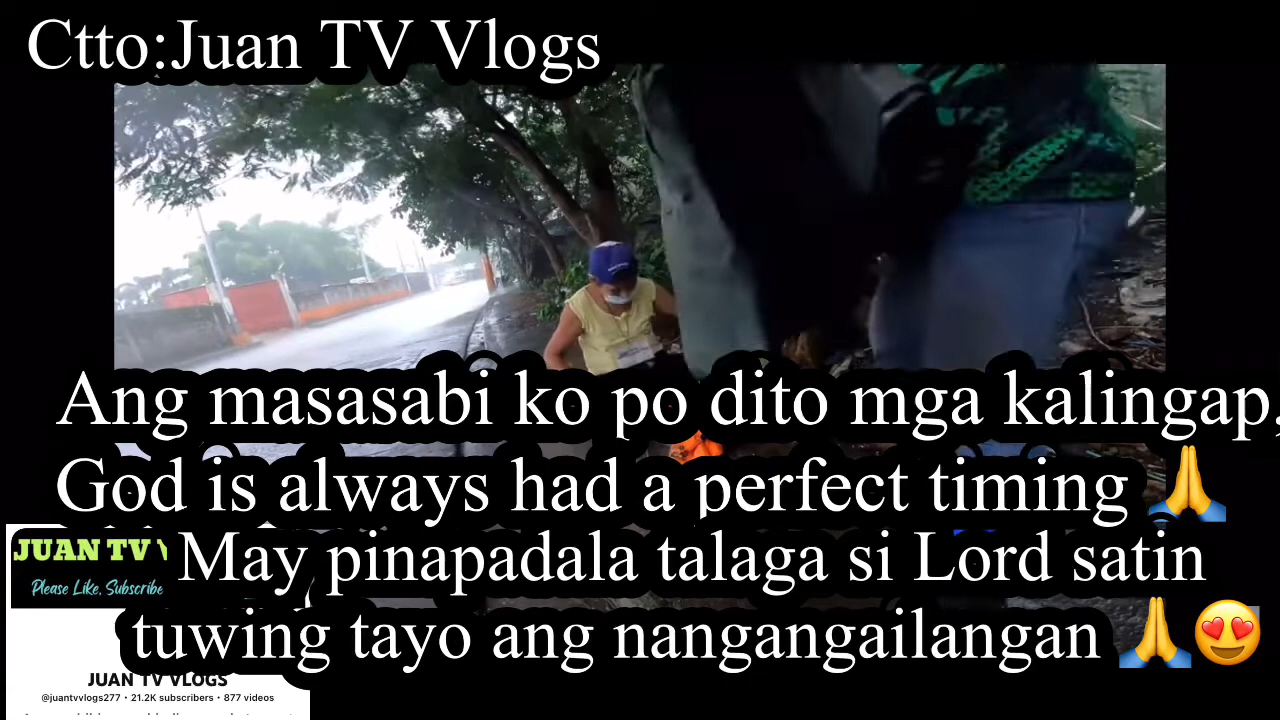 Ctto:Juan TV Vlogs
Ang masasabi ko po dito mga kalingap,
God is always had a perfect timing 🙏
May pinapadala talaga si Lord satin
tuwing tayo ang nangangailangan 🙏😍
JUAN TV
Please Like, Subscribe
JUAN TV VLOGS
@juantvvlogs277 • 21.2K subscribers • 877 videos